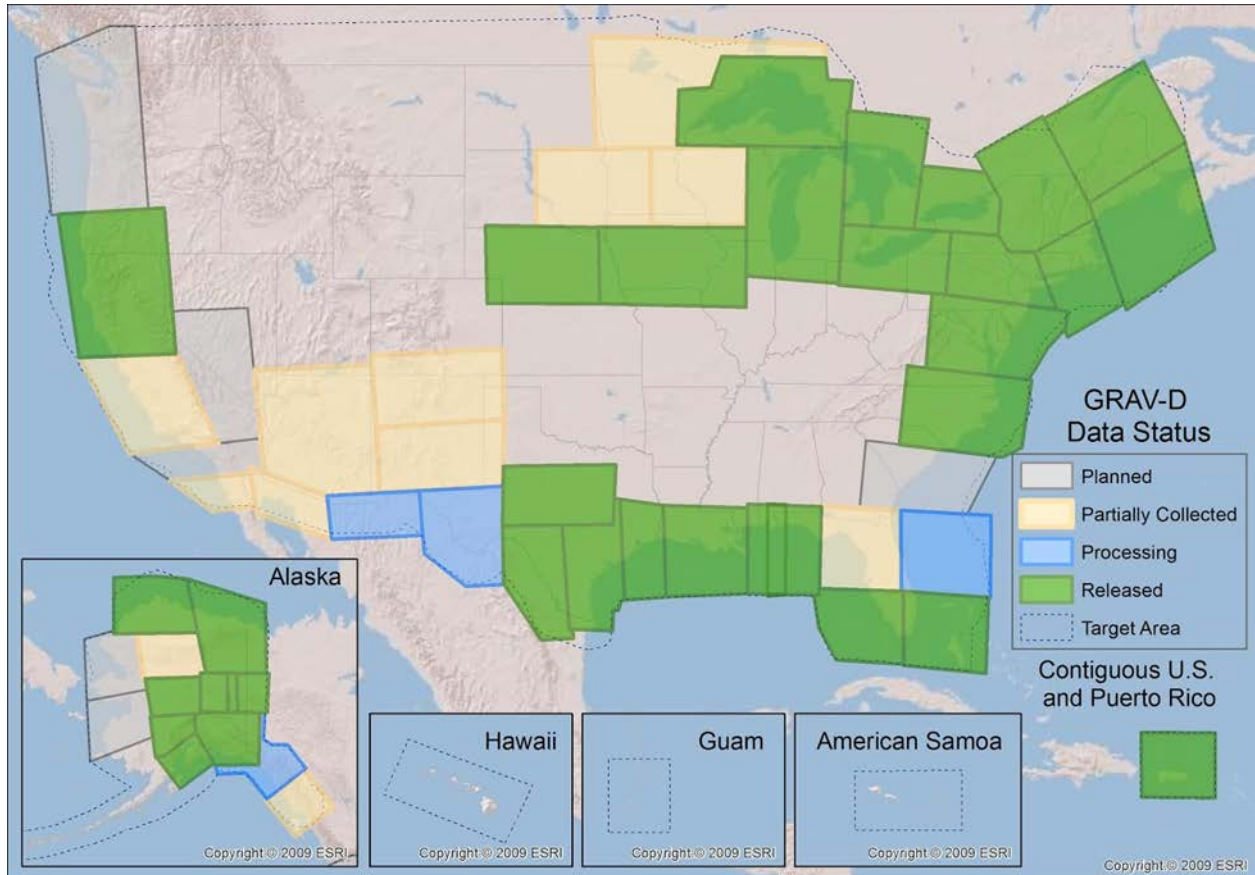 GRAV-D
Data Status
Planned
Partially Collected
Processing
Released
Target Area
Contiguous U.S.
and Puerto Rico
Alaska
Copyright © 2009 ESRI
Hawaii
Copyright © 2009 ESRI
Guam
Copyright © 2009 ESRI
American Samoa
Copyright © 2009 ESRI
Copyright © 2009 ESRI